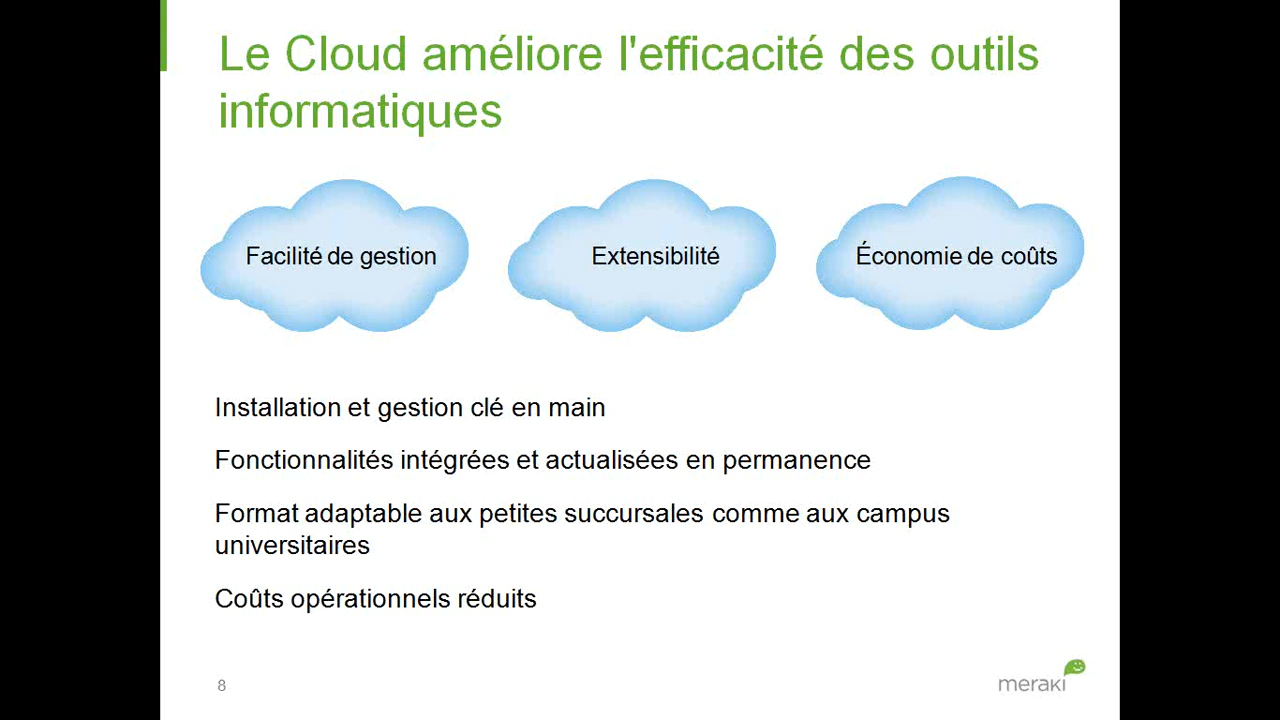 Le Cloud améliore l'efficacité des outils
informatiques
Facilité de gestion
Extensibilité
Économie de coûts
Installation et gestion clé en main
Fonctionnalités intégrées et actualisées en permanence
Format adaptable aux petites succursales comme aux campus
universitaires
Coûts opérationnels réduits
8
meraki